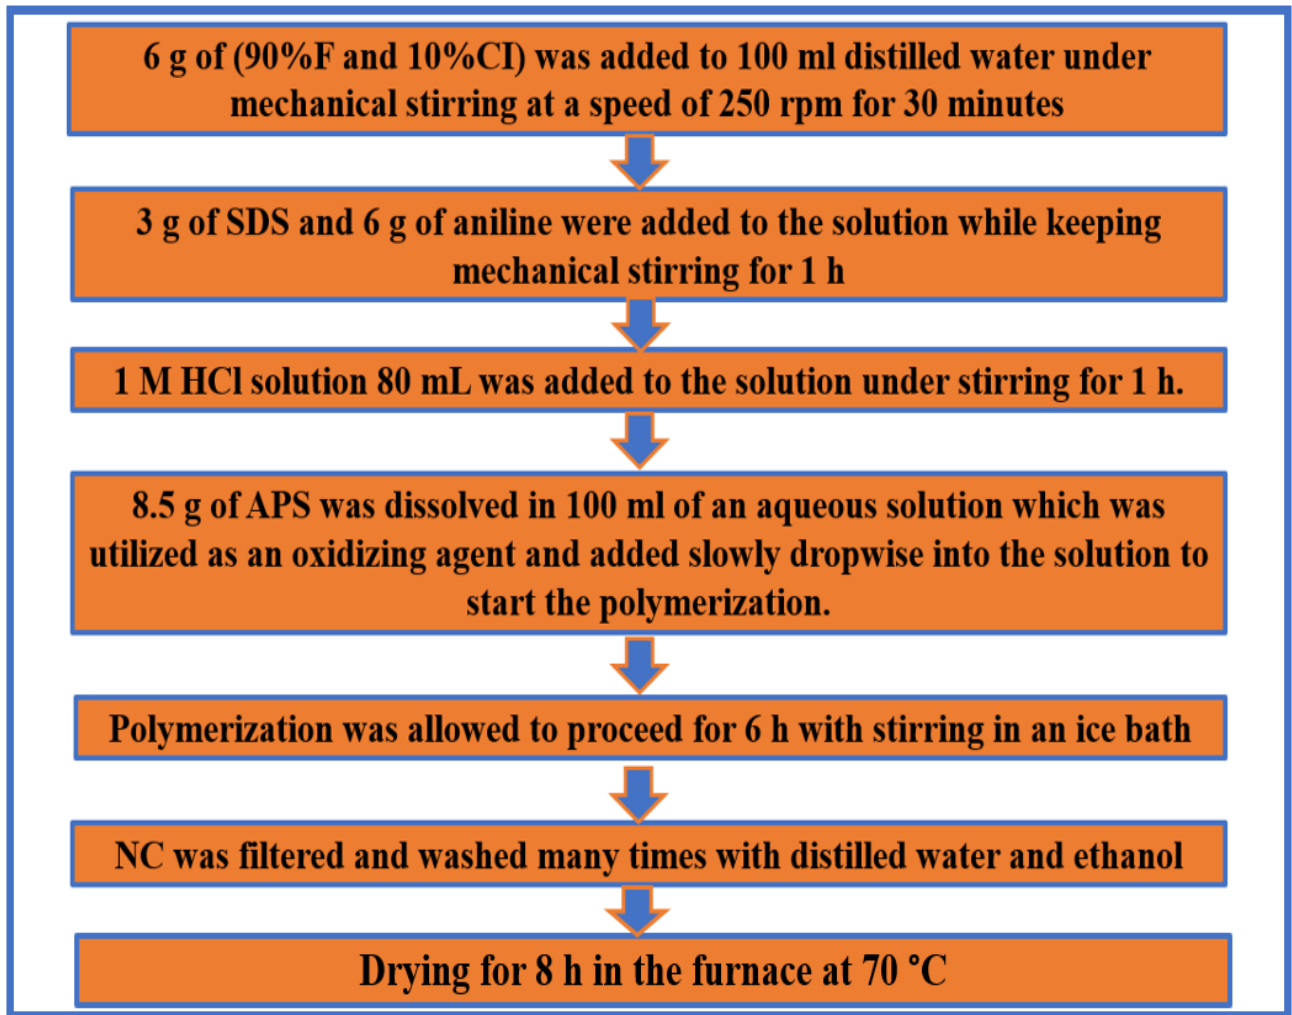 6 g of (90%F and 10%CI) was added to 100 ml distilled water under
mechanical stirring at a speed of 250 rpm for 30 minutes
3 g of SDS and 6 g of aniline were added to the solution while keeping
mechanical stirring for 1 h
1 M HCl solution 80 mL was added to the solution under stirring for 1 h.
8.5 g of APS was dissolved in 100 ml of an aqueous solution which was
utilized as an oxidizing agent and added slowly dropwise into the solution to
start the polymerization.
Polymerization was allowed to proceed for 6 h with stirring in an ice bath
NC was filtered and washed many times with distilled water and ethanol
Drying for 8 h in the furnace at 70 °C